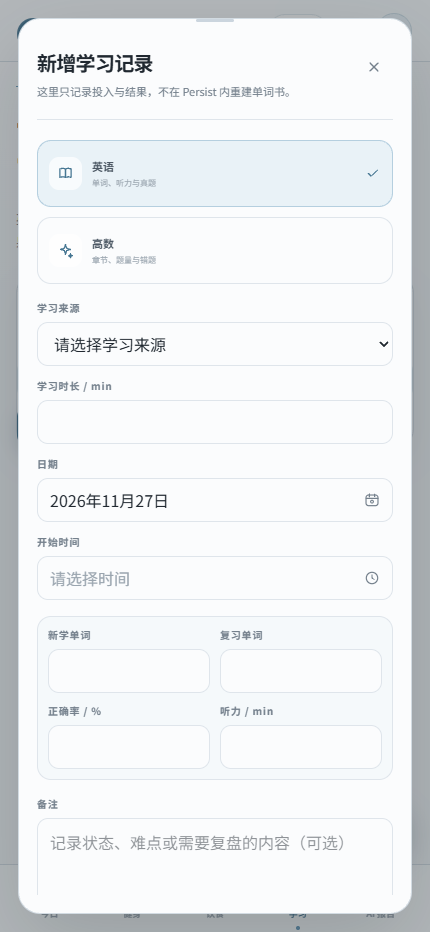 新增学习记录
这里只记录投入与结果，不在 Persist 内重建单词书。
英语
单词、听力与真题
高数
章节、题量与错题
学习来源
请选择学习来源
学习时长 / min
日期
2026年11月27日
开始时间
请选择时间
新学单词
复习单词
正确率 / %
听力 / min
备注
记录状态、难点或需要复盘的内容（可选）